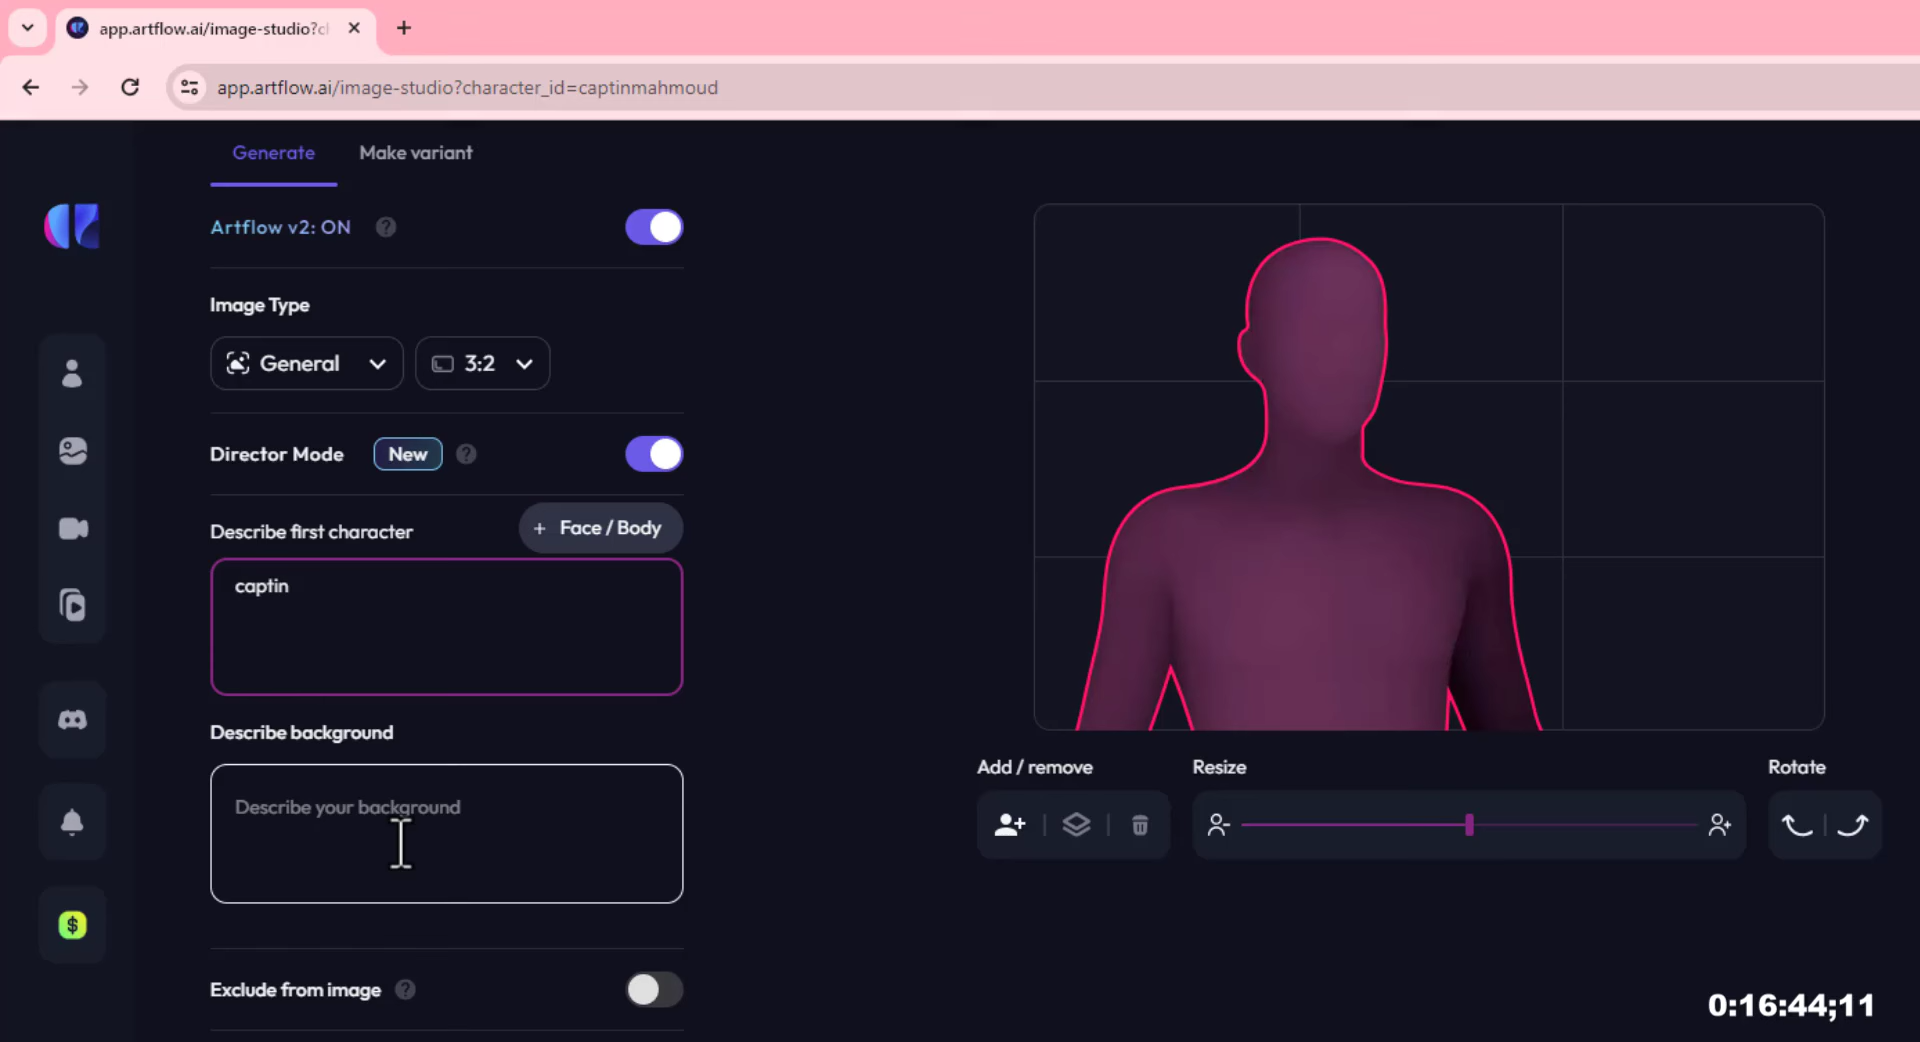 app.artflow.ai/image-studio?cl
app.artflow.ai/image-studio?character_id=captinmahmoud
Generate
Make variant
Artflow v2: ON
?
Image Type
General
3:2
Director Mode
New
?
Describe first character
+ Face / Body
captin
Describe background
Describe your background
Exclude from image
?
Add / remove
Resize
Rotate
$
0:16:44;11